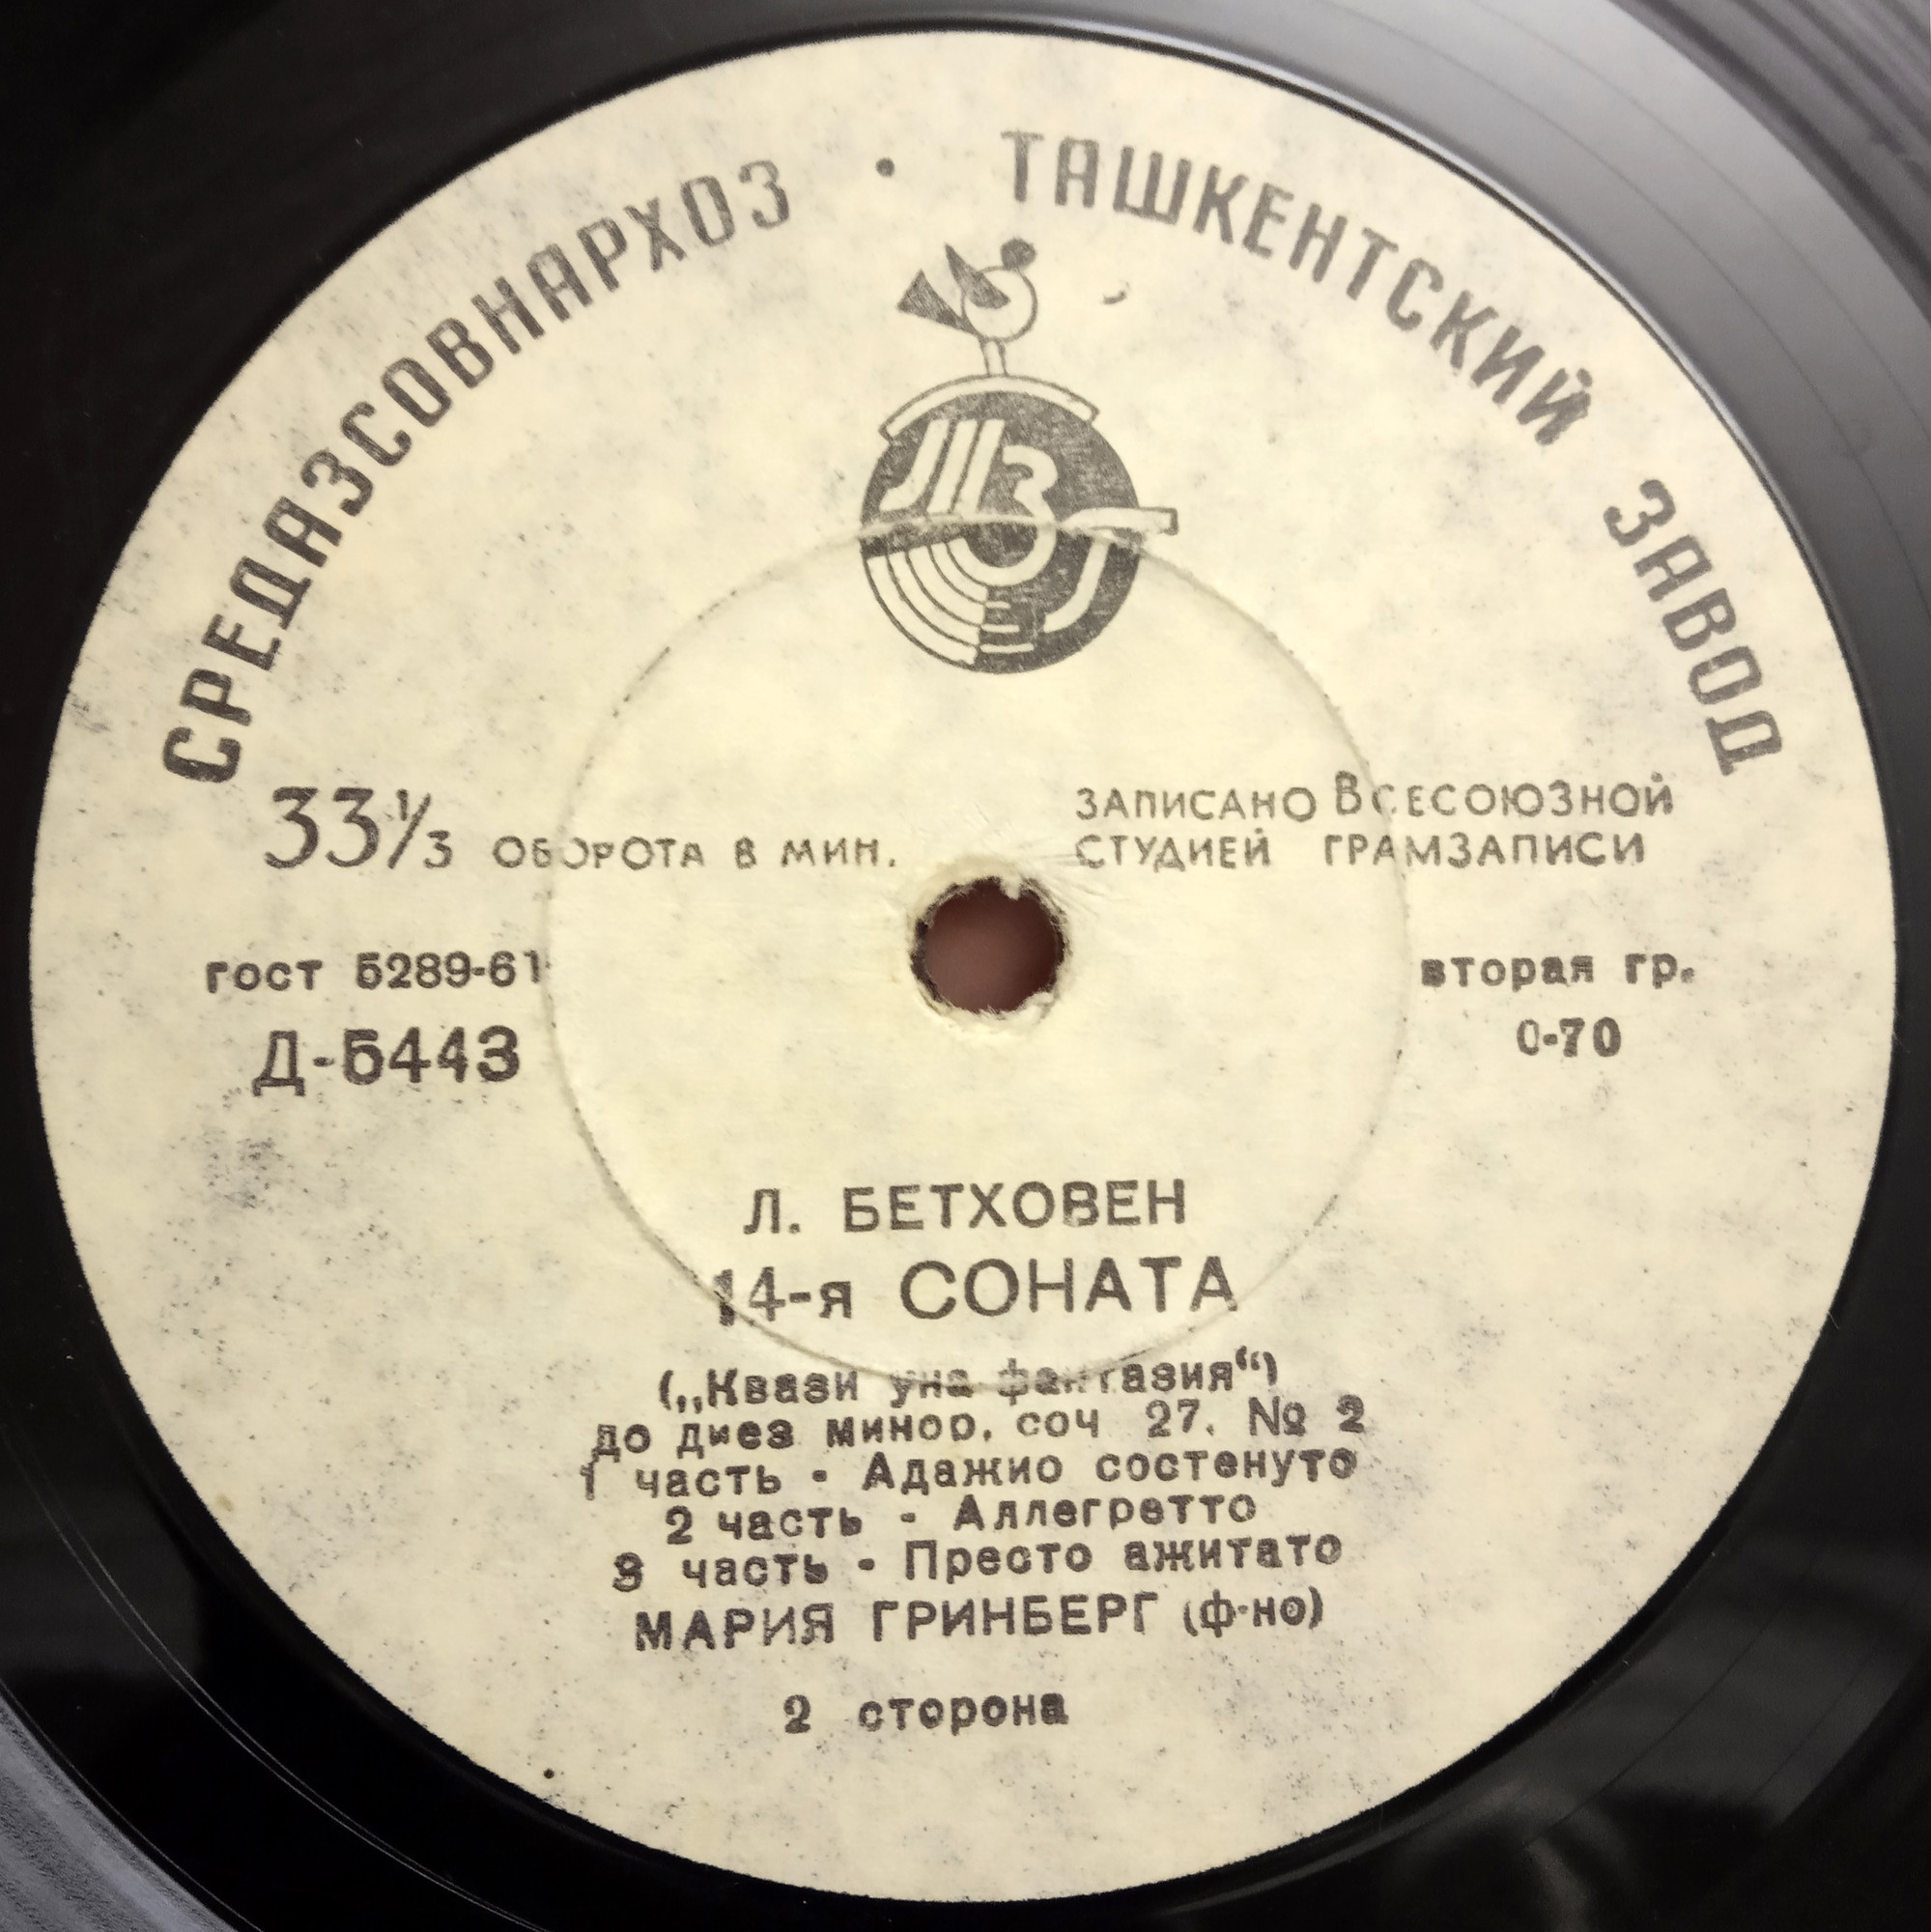 СРЕДАЗСОВНАРХОЗ • ТАШКЕНТСКИЙ ЗАВОД
ТЗ
33⅓ ОБОРОТА В МИН.
ЗАПИСАНО ВСЕСОЮЗНОЙ
СТУДИЕЙ ГРАМЗАПИСИ
гост 5289-61
вторая гр.
Д-5443
0-70
Л. БЕТХОВЕН
14-я СОНАТА
(„Квази уна фантазия“)
до диез минор, соч 27. № 2
1 часть - Адажио состенуто
2 часть - Аллегретто
3 часть - Престо ажитато
МАРИЯ ГРИНБЕРГ (ф-но)
2 сторона